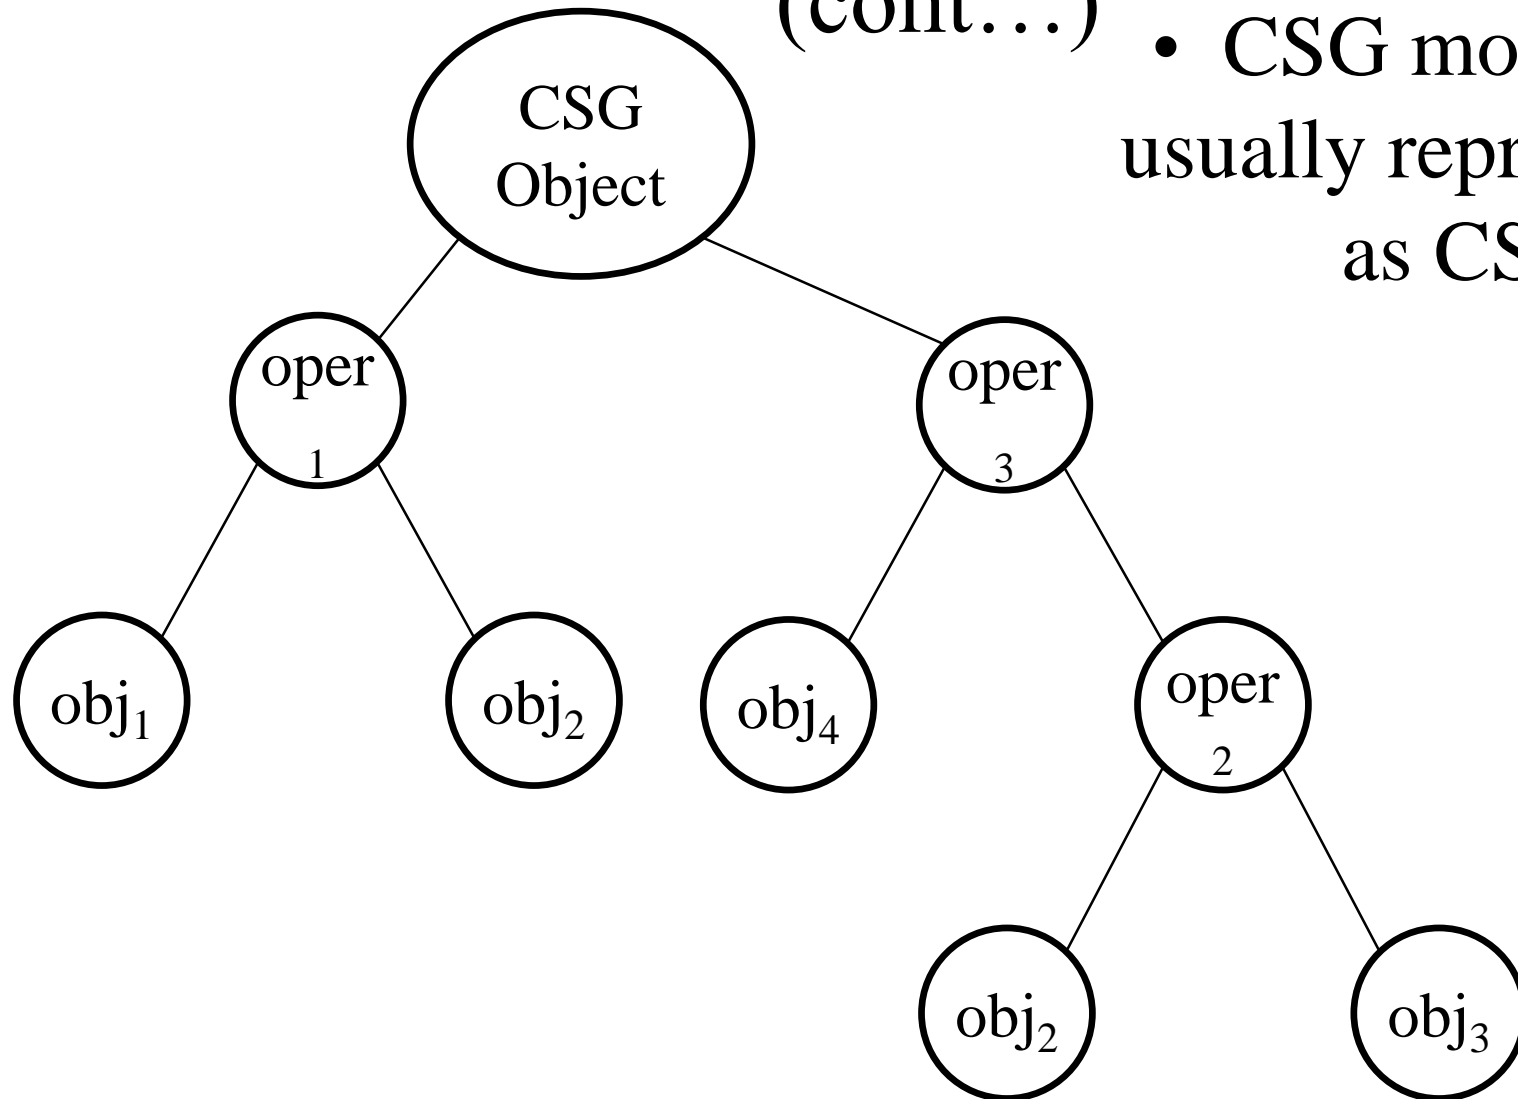 (cont…)
• CSG mo
usually repr
as CS
CSG
Object
oper
1
oper
3
obj1
obj2
obj4
oper
2
obj2
obj3